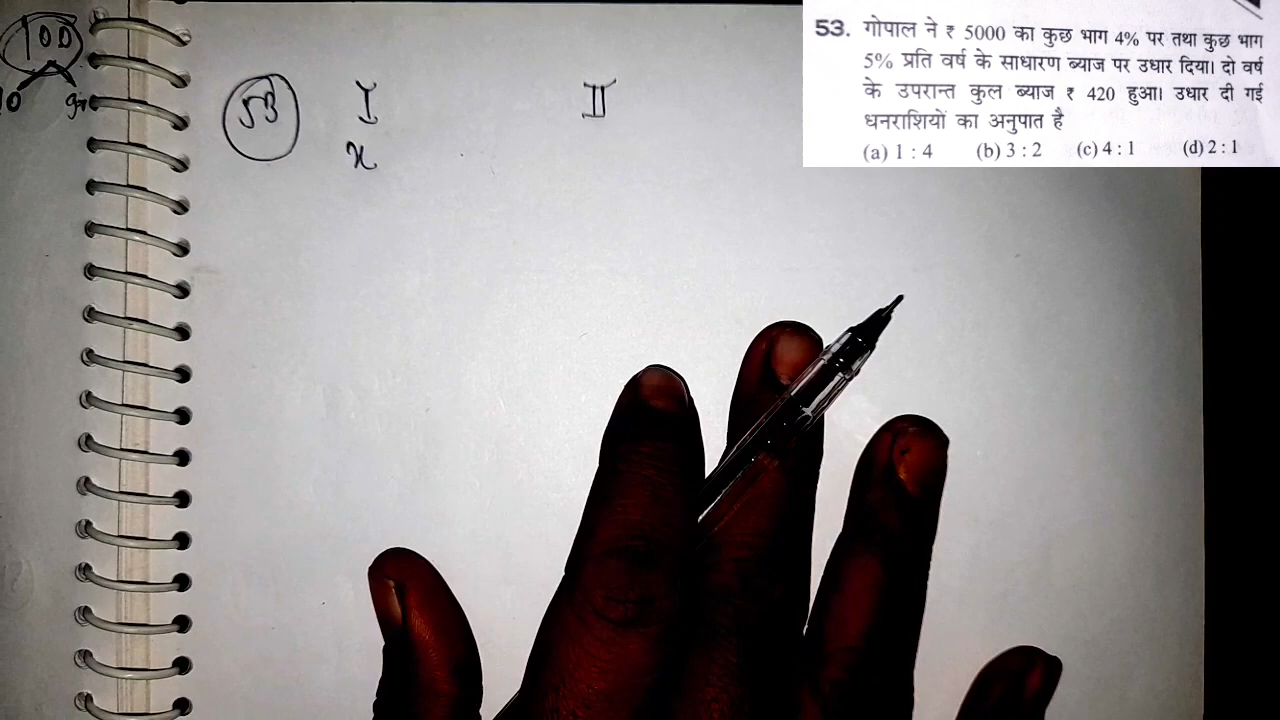 100
53
I
II
x
53. गोपाल ने ₹ 5000 का कुछ भाग 4% पर तथा कुछ भाग
5% प्रति वर्ष के साधारण ब्याज पर उधार दिया। दो वर्ष
के उपरान्त कुल ब्याज ₹ 420 हुआ। उधार दी गई
धनराशियों का अनुपात है
(a) 1 : 4 (b) 3 : 2 (c) 4 : 1 (d) 2 : 1